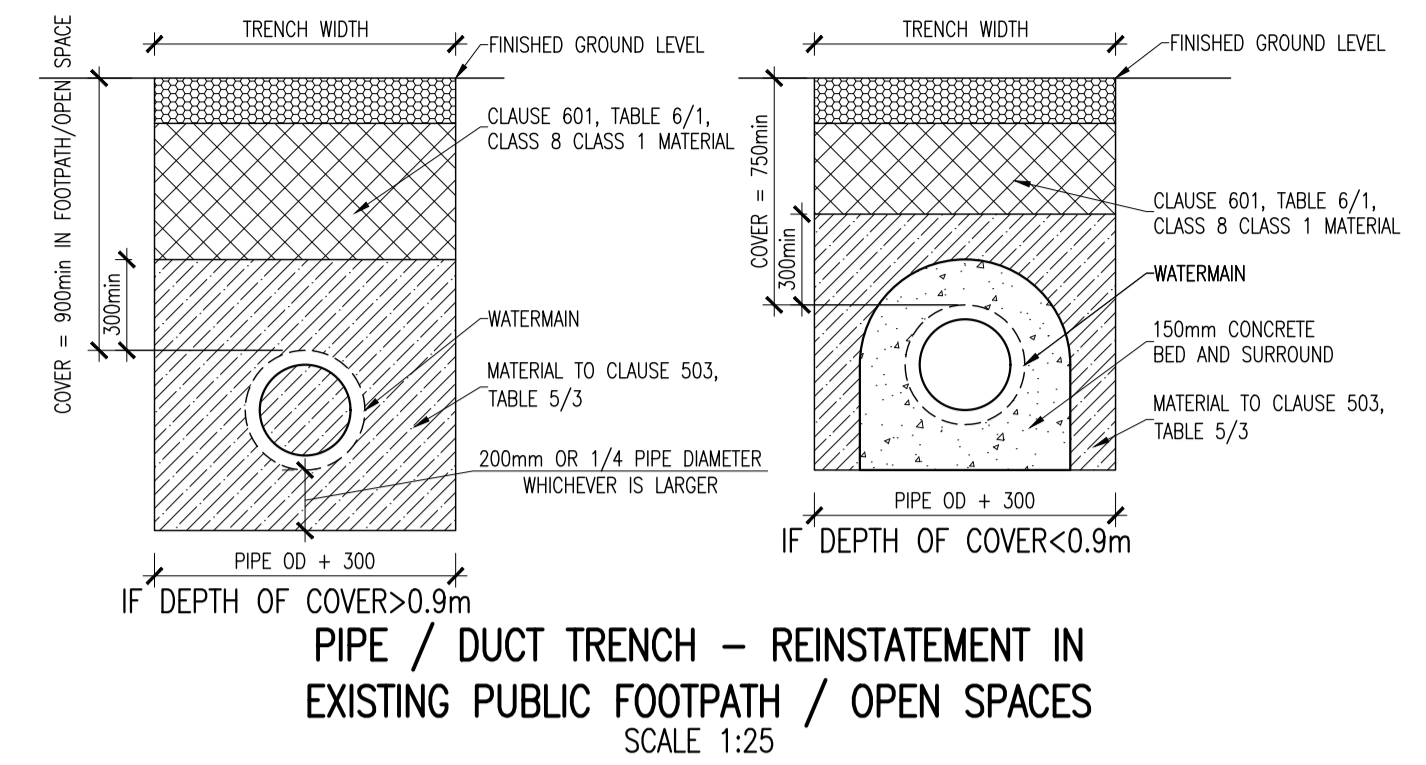 TRENCH WIDTH
FINISHED GROUND LEVEL
COVER = 900min IN FOOTPATH/OPEN SPACE
300min
CLAUSE 601, TABLE 6/1,
CLASS 8 CLASS 1 MATERIAL
WATERMAIN
MATERIAL TO CLAUSE 503,
TABLE 5/3
200mm OR 1/4 PIPE DIAMETER
WHICHEVER IS LARGER
PIPE OD + 300
IF DEPTH OF COVER>0.9m
TRENCH WIDTH
FINISHED GROUND LEVEL
COVER = 750min
300min
CLAUSE 601, TABLE 6/1,
CLASS 8 CLASS 1 MATERIAL
WATERMAIN
150mm CONCRETE
BED AND SURROUND
MATERIAL TO CLAUSE 503,
TABLE 5/3
PIPE OD + 300
IF DEPTH OF COVER<0.9m
PIPE / DUCT TRENCH – REINSTATEMENT IN
EXISTING PUBLIC FOOTPATH / OPEN SPACES
SCALE 1:25